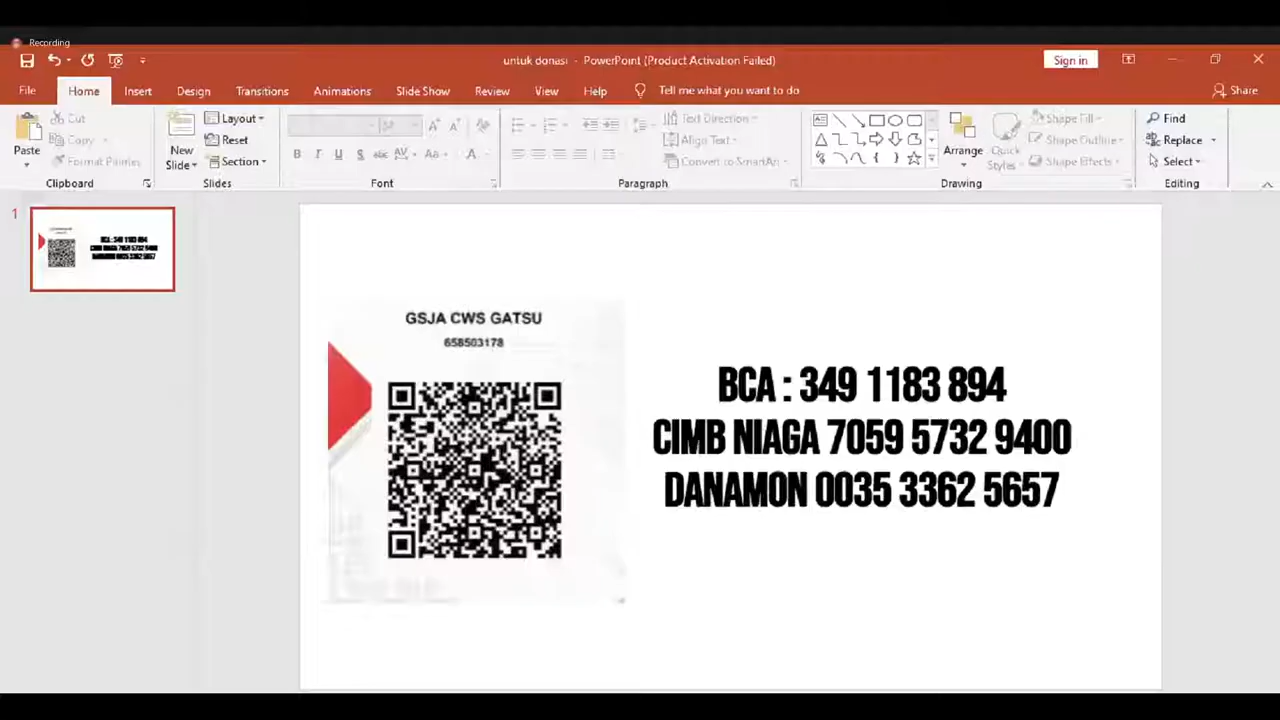 Recording
untuk donasi - PowerPoint (Product Activation Failed)
Sign in
File Home Insert Design Transitions Animations Slide Show Review View Help Tell me what you want to do Share
Paste
Cut
Copy
Format Painter
Clipboard
New Slide
Layout
Reset
Section
Slides
Font
Text Direction
Align Text
Convert to SmartArt
Paragraph
Arrange
Quick Styles
Shape Fill
Shape Outline
Shape Effects
Drawing
Find
Replace
Select
Editing
1
GSJA CWS GATSU
658503178
BCA : 349 1183 894
CIMB NIAGA 7059 5732 9400
DANAMON 0035 3362 5657